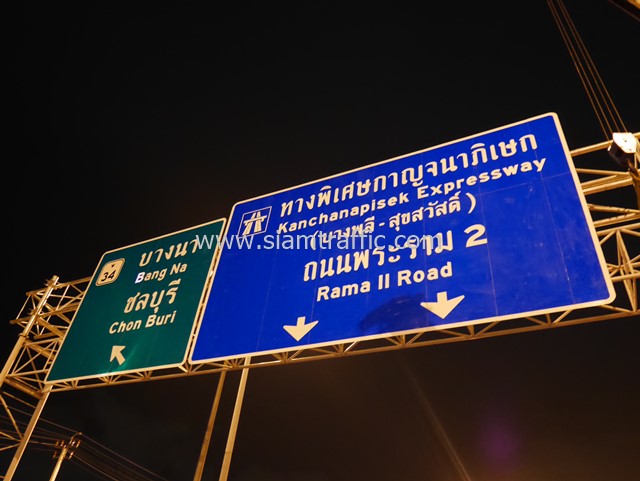 34
บางนา
Bang Na
ชลบุรี
Chon Buri
ทางพิเศษกาญจนาภิเษก
Kanchanapisek Expressway
(บางพลี - สุขสวัสดิ์)
ถนนพระราม 2
Rama II Road
www.siamtraffic.com